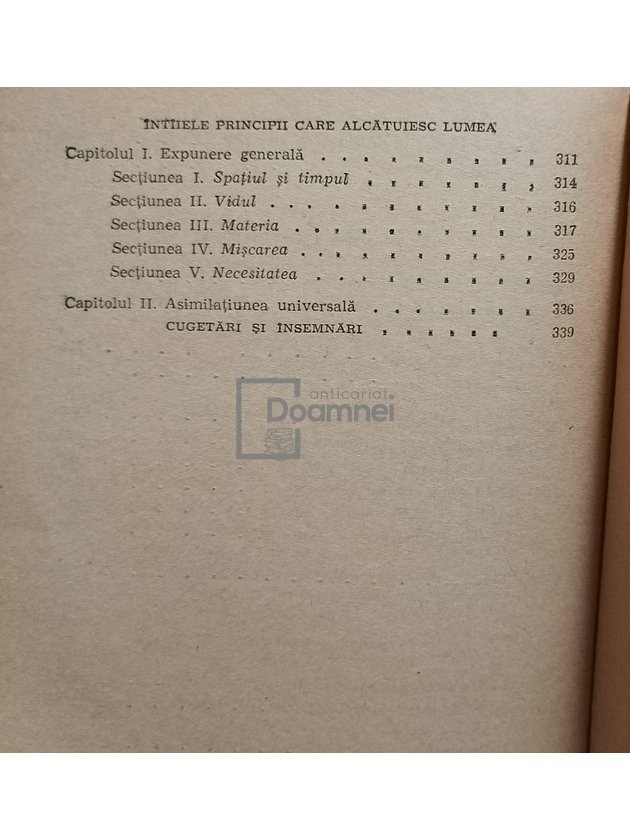 ÎNTÎIELE PRINCIPII CARE ALCĂTUIESC LUMEA
Capitolul I. Expunere generală . . . . . . . . . 311
Secțiunea I. Spațiul și timpul . . . . . . . 314
Secțiunea II. Vidul . . . . . . . . . . 316
Secțiunea III. Materia . . . . . . . . . 317
Secțiunea IV. Mișcarea . . . . . . . . . 325
Secțiunea V. Necesitatea . . . . . . . . 329
Capitolul II. Asimilațiunea universală . . . . . . . 336
CUGETĂRI ȘI ÎNSEMNĂRI . . . . . . 339
anticariat
Doamnei